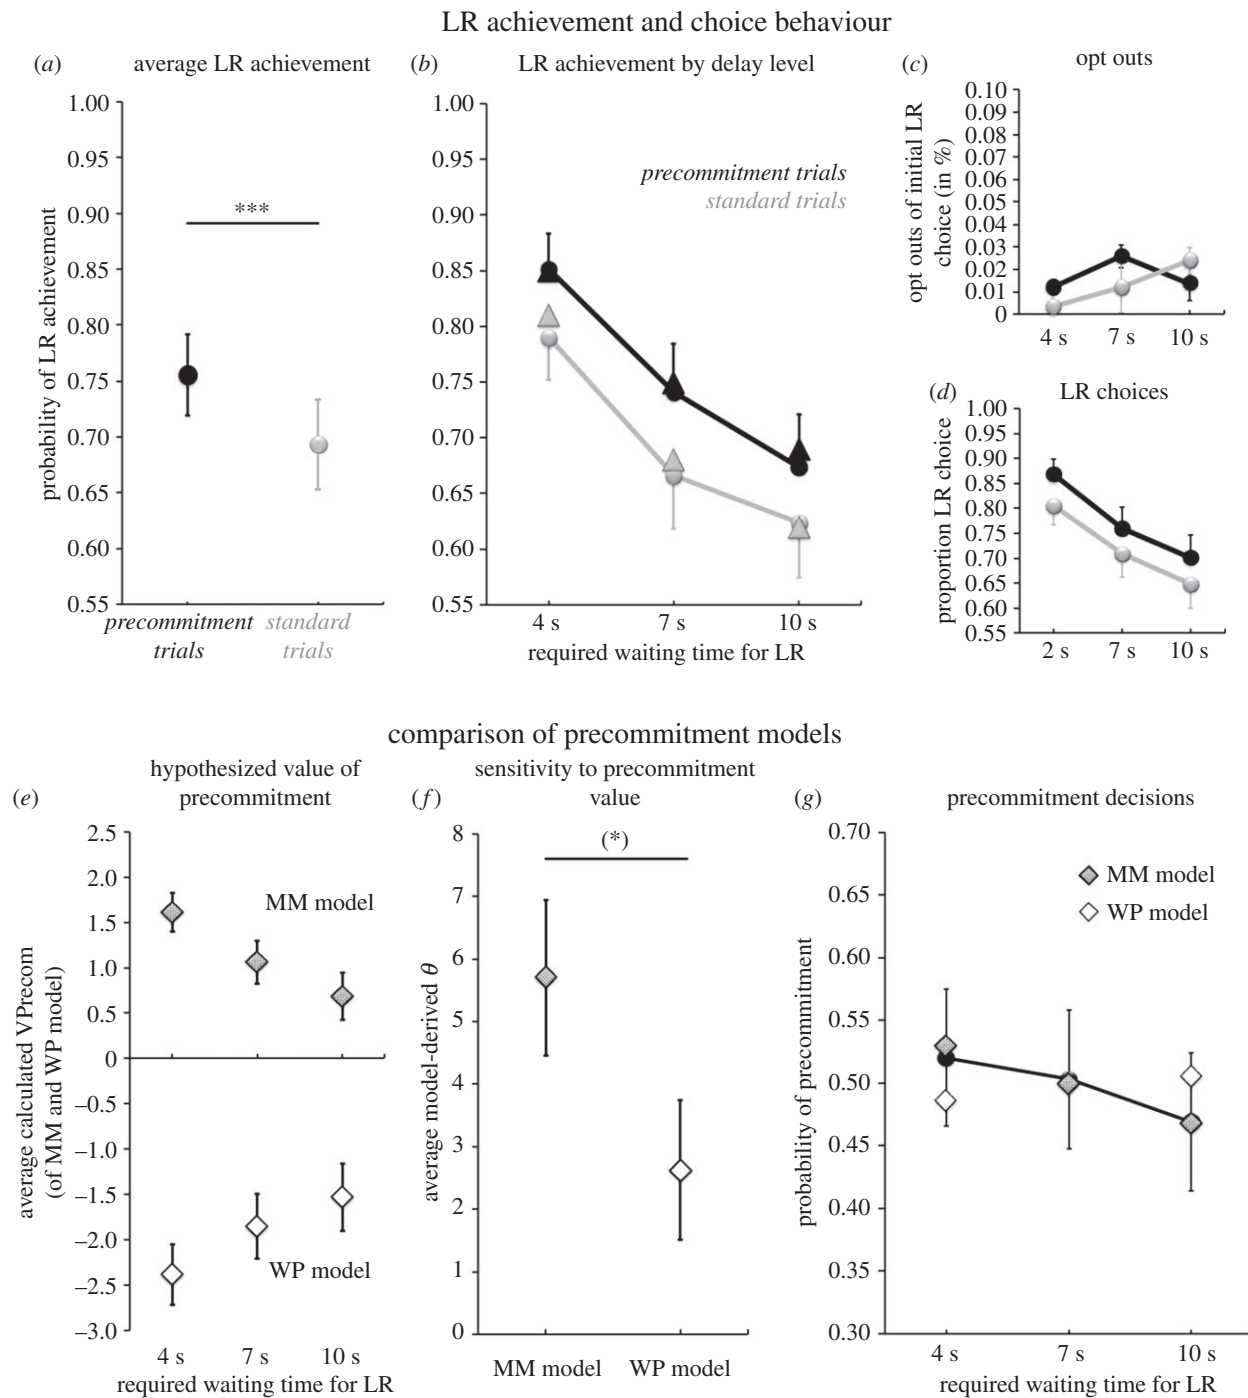 LR achievement and choice behaviour
(a) average LR achievement
probability of LR achievement
1.00
0.95
0.90
0.85
0.80
0.75
0.70
0.65
0.60
0.55
***
precommitment
trials
standard
trials
(b) LR achievement by delay level
1.00
0.95
0.90
0.85
0.80
0.75
0.70
0.65
0.60
0.55
precommitment trials
standard trials
4 s 7 s 10 s
required waiting time for LR
(c) opt outs
opt outs of initial LR
choice (in %)
0.10
0.09
0.08
0.07
0.06
0.05
0.04
0.03
0.02
0.01
0
4 s 7 s 10 s
(d) LR choices
proportion LR choice
1.00
0.95
0.90
0.85
0.80
0.75
0.70
0.65
0.60
0.55
2 s 7 s 10 s
comparison of precommitment models
(e) hypothesized value of
precommitment
average calculated VPrecom
(of MM and WP model)
2.5
2.0
1.5
1.0
0.5
0
–0.5
–1.0
–1.5
–2.0
–2.5
–3.0
MM model
WP model
4 s 7 s 10 s
required waiting time for LR
(f) sensitivity to precommitment
value
average model-derived θ
8
7
6
5
4
3
2
1
0
(*)
MM model WP model
(g) precommitment decisions
probability of precommitment
0.70
0.65
0.60
0.55
0.50
0.45
0.40
0.30
MM model
WP model
4 s 7 s 10 s
required waiting time for LR